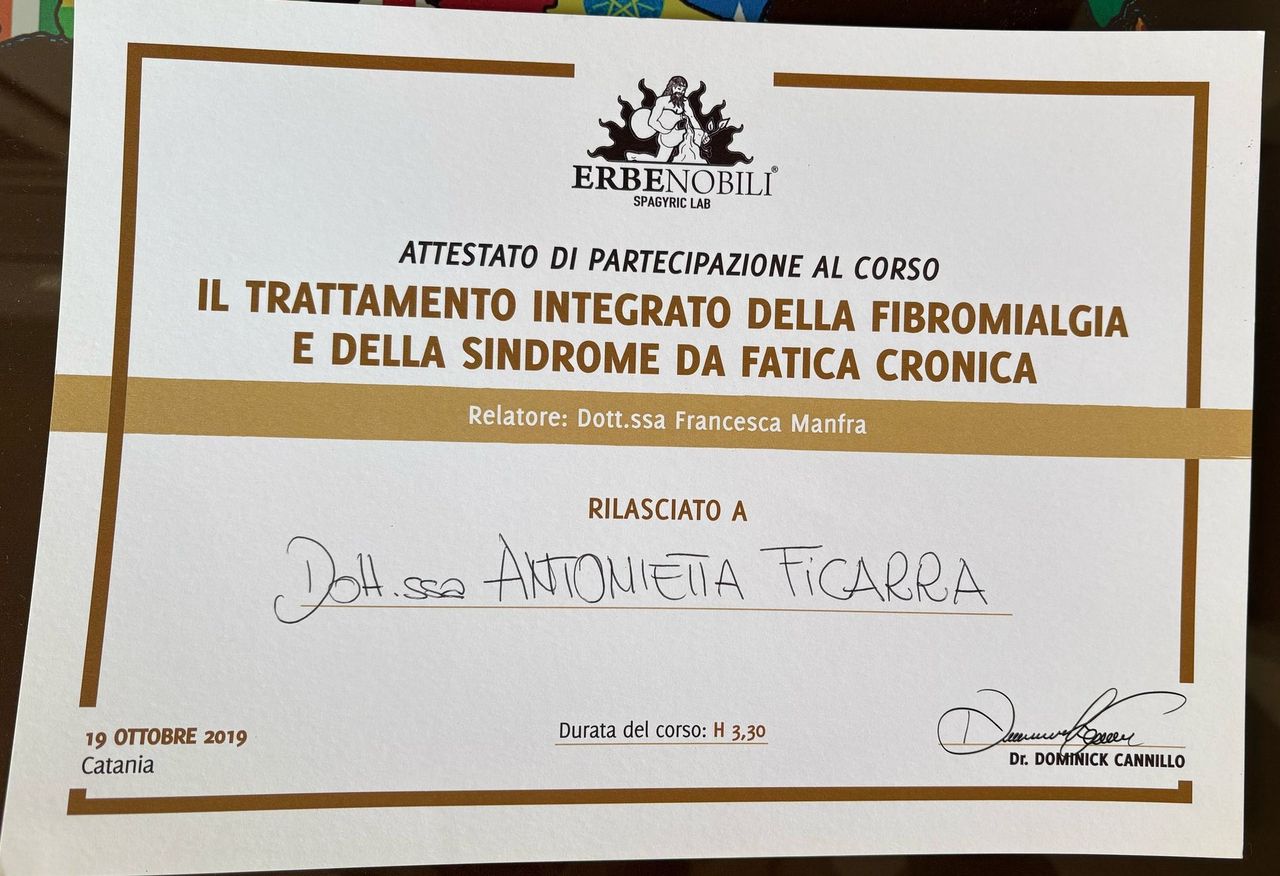 ERBENOBILI®
SPAGYRIC LAB
ATTESTATO DI PARTECIPAZIONE AL CORSO
IL TRATTAMENTO INTEGRATO DELLA FIBROMIALGIA
E DELLA SINDROME DA FATICA CRONICA
Relatore: Dott.ssa Francesca Manfra
RILASCIATO A
Dott.ssa ANTONIETTA FICARRA
19 OTTOBRE 2019
Catania
Durata del corso: H 3,30
Dr. DOMINICK CANNILLO